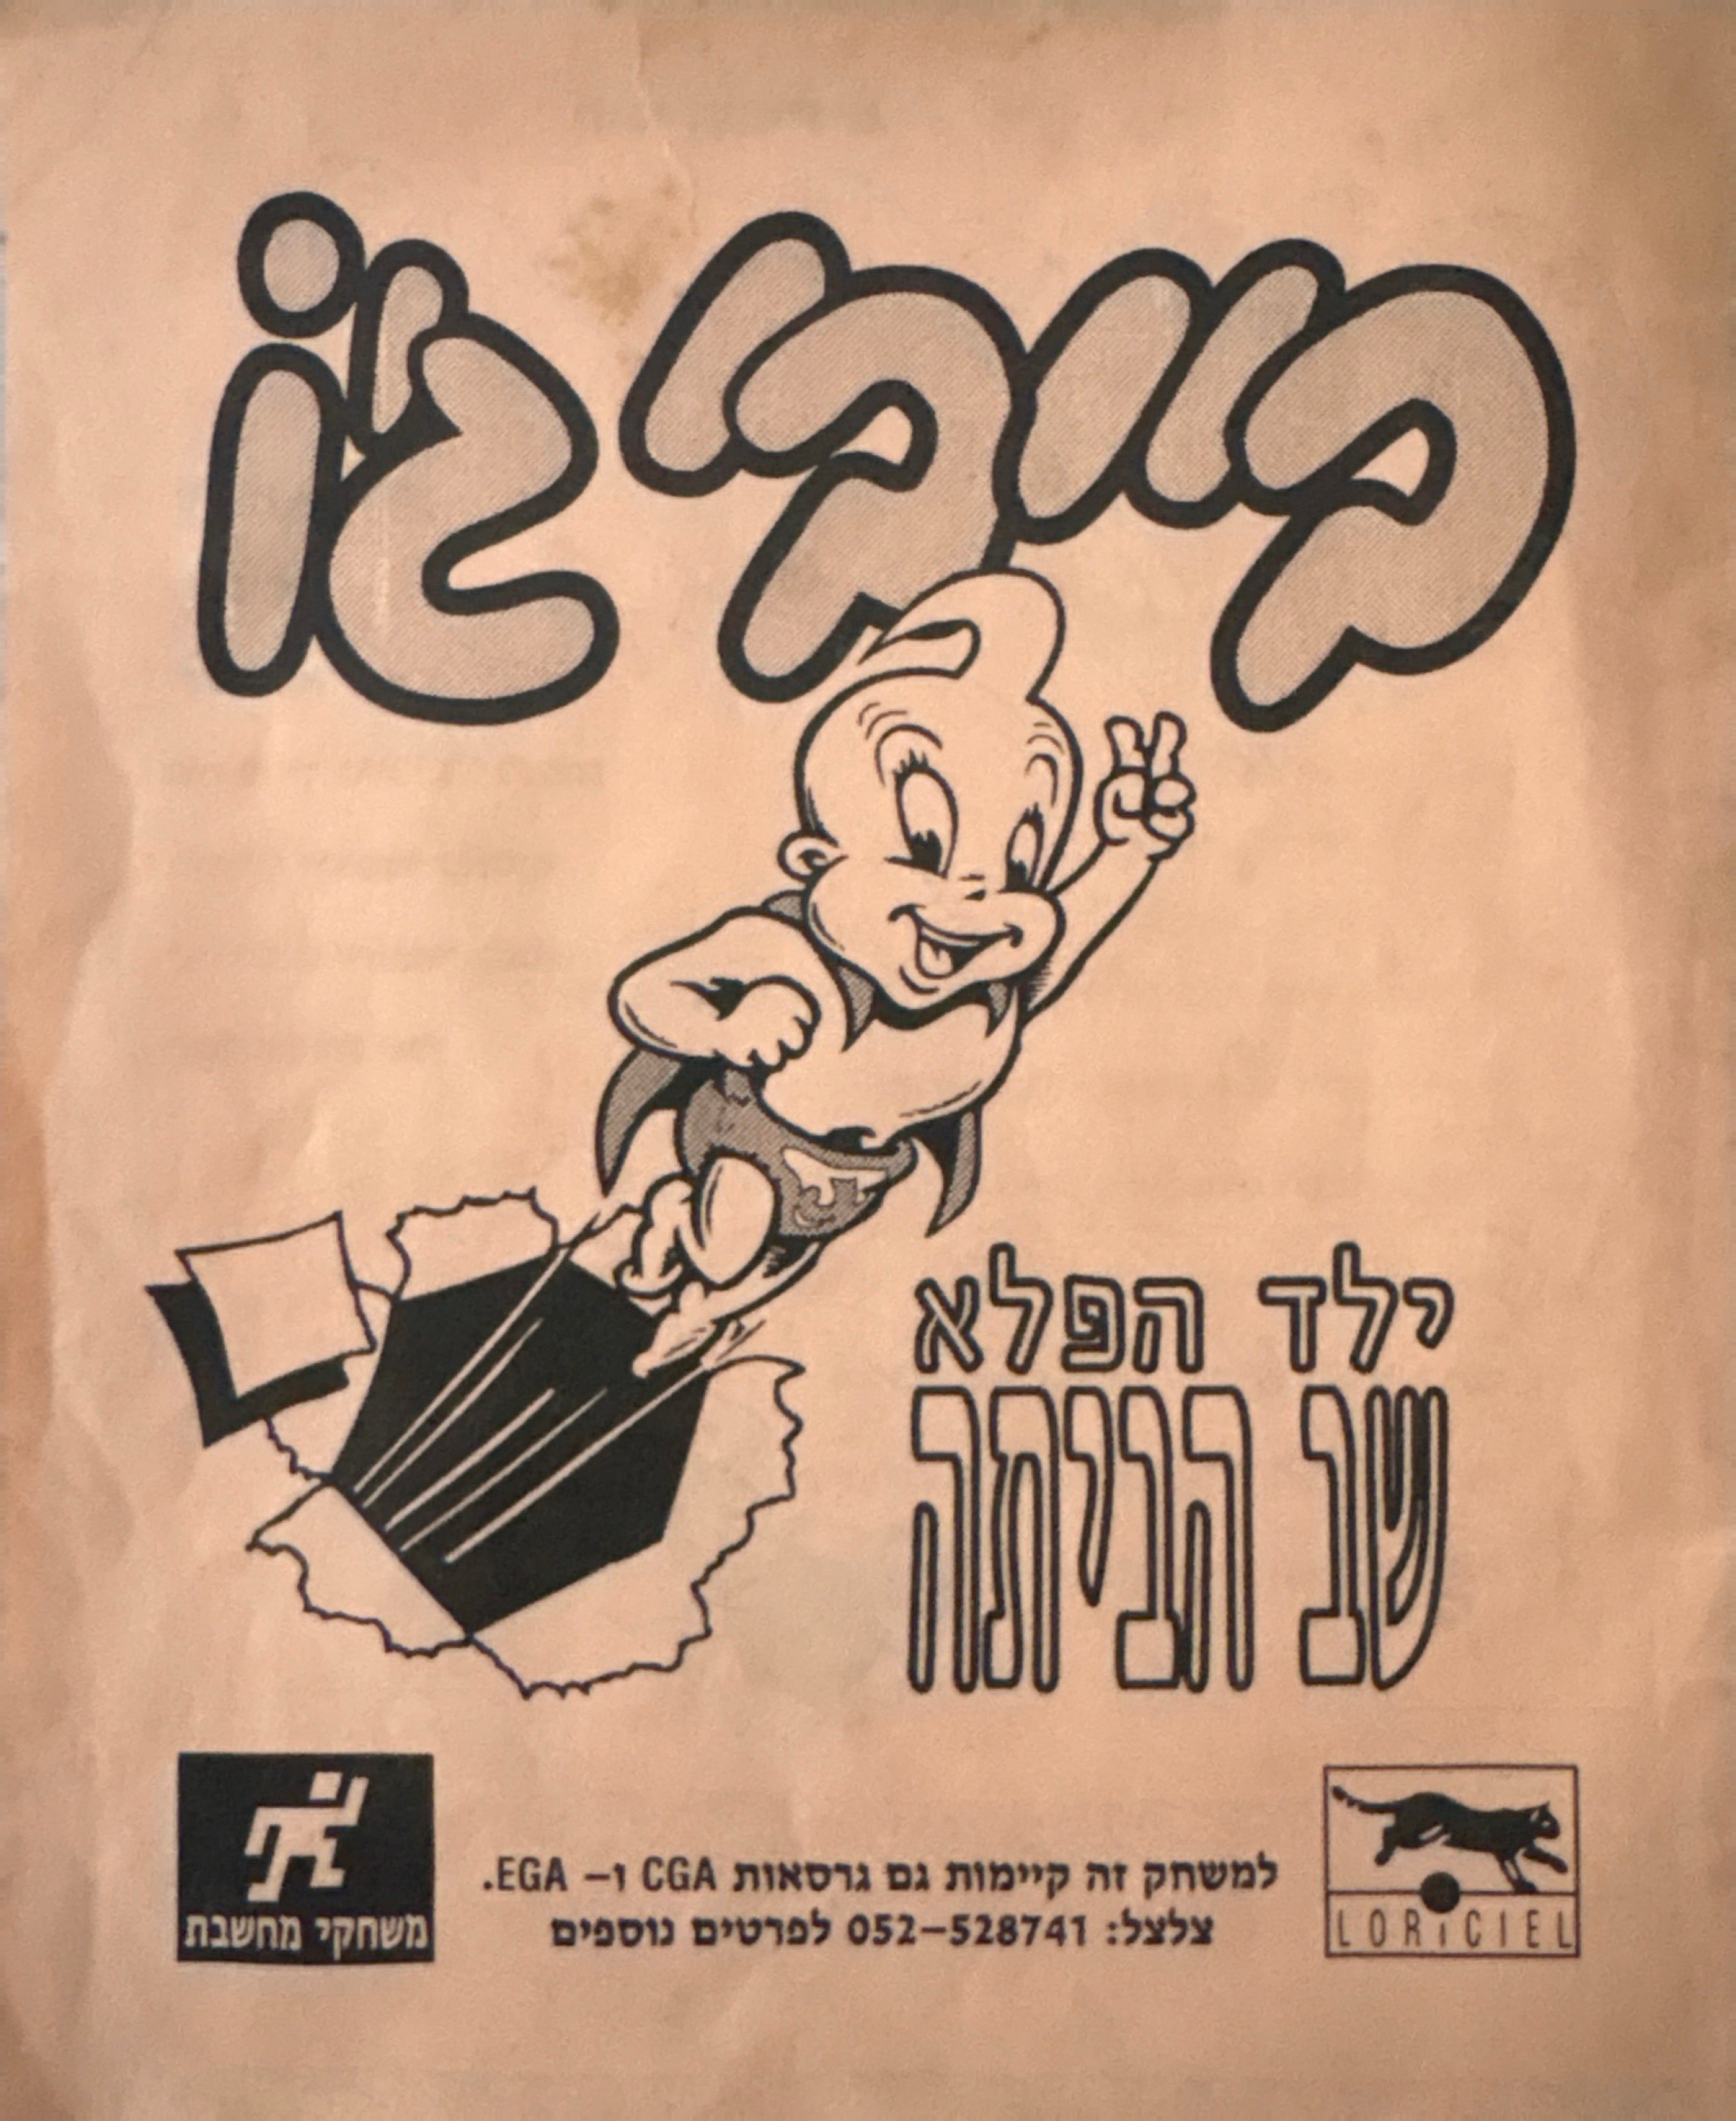 בייבי ג'וֹ
ילד הפלא
שב הביתה
למשחק זה קיימות גם גרסאות CGA ו– EGA.
צלצל: 052–528741 לפרטים נוספים
משחקי מחשבת
LORiCIEL